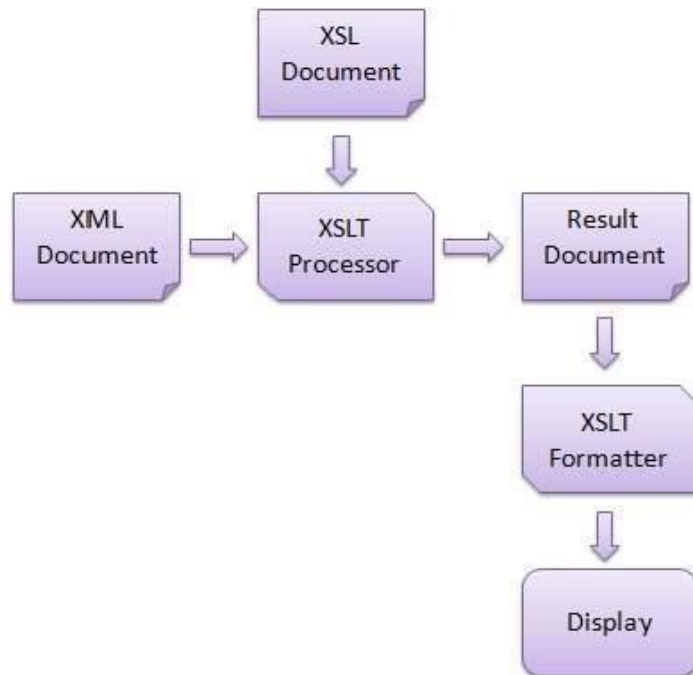 XSL
Document
XML
Document
XSLT
Processor
Result
Document
XSLT
Formatter
Display